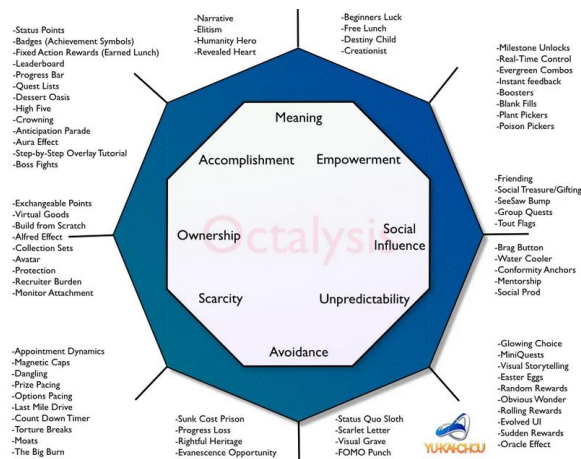 -Narrative
-Elitism
-Humanity Hero
-Revealed Heart
-Beginners Luck
-Free Lunch
-Destiny Child
-Creationist
-Status Points
-Badges (Achievement Symbols)
-Fixed Action Rewards (Earned Lunch)
-Leaderboard
-Progress Bar
-Quest Lists
-Dessert Oasis
-High Five
-Crowning
-Anticipation Parade
-Aura Effect
-Step-by-Step Overlay Tutorial
-Boss Fights
-Milestone Unlocks
-Real-Time Control
-Evergreen Combos
-Instant feedback
-Boosters
-Blank Fills
-Plant Pickers
-Poison Pickers
Meaning
Accomplishment
Empowerment
Ownership
Octalysis
Social
Influence
Scarcity
Unpredictability
Avoidance
-Exchangeable Points
-Virtual Goods
-Build from Scratch
-Alfred Effect
-Collection Sets
-Avatar
-Protection
-Recruiter Burden
-Monitor Attachment
-Friending
-Social Treasure/Gifting
-SeeSaw Bump
-Group Quests
-Tout Flags
-Brag Button
-Water Cooler
-Conformity Anchors
-Mentorship
-Social Prod
-Appointment Dynamics
-Magnetic Caps
-Dangling
-Prize Pacing
-Options Pacing
-Last Mile Drive
-Count Down Timer
-Torture Breaks
-Moats
-The Big Burn
-Sunk Cost Prison
-Progress Loss
-Rightful Heritage
-Evanescence Opportunity
-Status Quo Sloth
-Scarlet Letter
-Visual Grave
-FOMO Punch
YUKAICHOU
-Glowing Choice
-MiniQuests
-Visual Storytelling
-Easter Eggs
-Random Rewards
-Obvious Wonder
-Rolling Rewards
-Evolved UI
-Sudden Rewards
-Oracle Effect